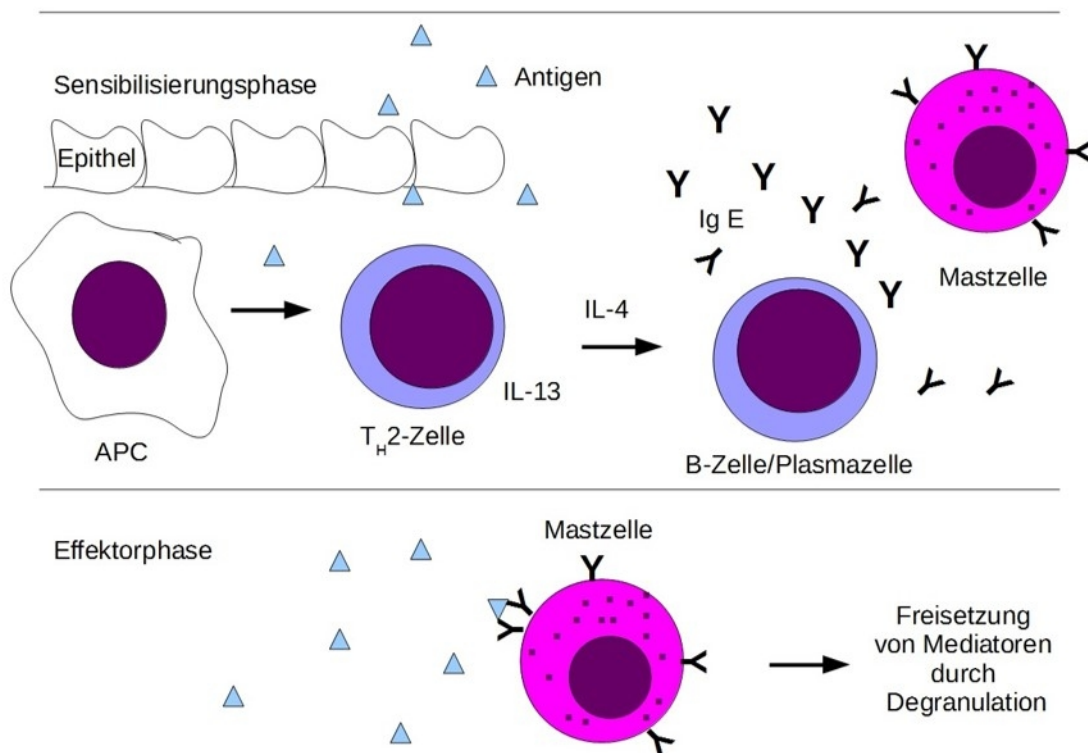 Sensibilisierungsphase
Antigen
Epithel
Ig E
Mastzelle
IL-4
IL-13
APC
TH2-Zelle
B-Zelle/Plasmazelle
Effektorphase
Mastzelle
Freisetzung
von Mediatoren
durch
Degranulation